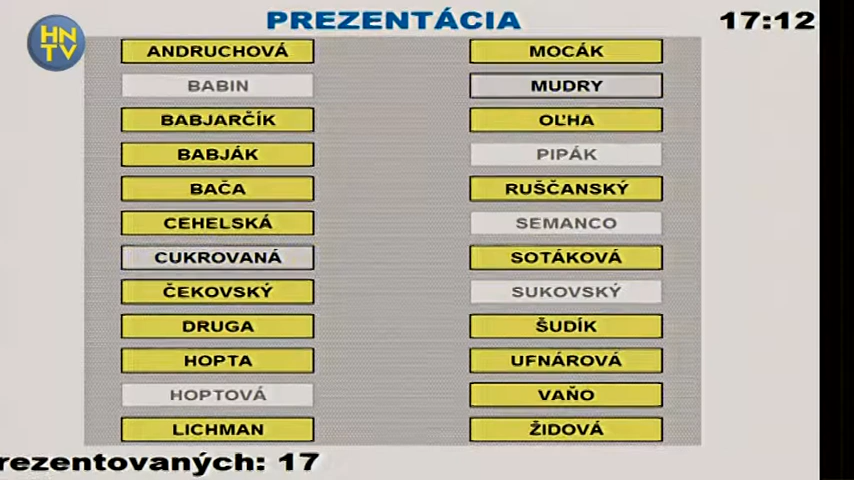 HN
TV
PREZENTÁCIA
17:12
ANDRUCHOVÁ
BABIN
BABJARČÍK
BABJÁK
BAČA
CEHELSKÁ
CUKROVANÁ
ČEKOVSKÝ
DRUGA
HOPTA
HOPTOVÁ
LICHMAN
MOCÁK
MUDRY
OĽHA
PIPÁK
RUŠČANSKÝ
SEMANCO
SOTÁKOVÁ
SUKOVSKÝ
ŠUDÍK
UFNÁROVÁ
VAŇO
ŽIDOVÁ
rezentovaných: 17